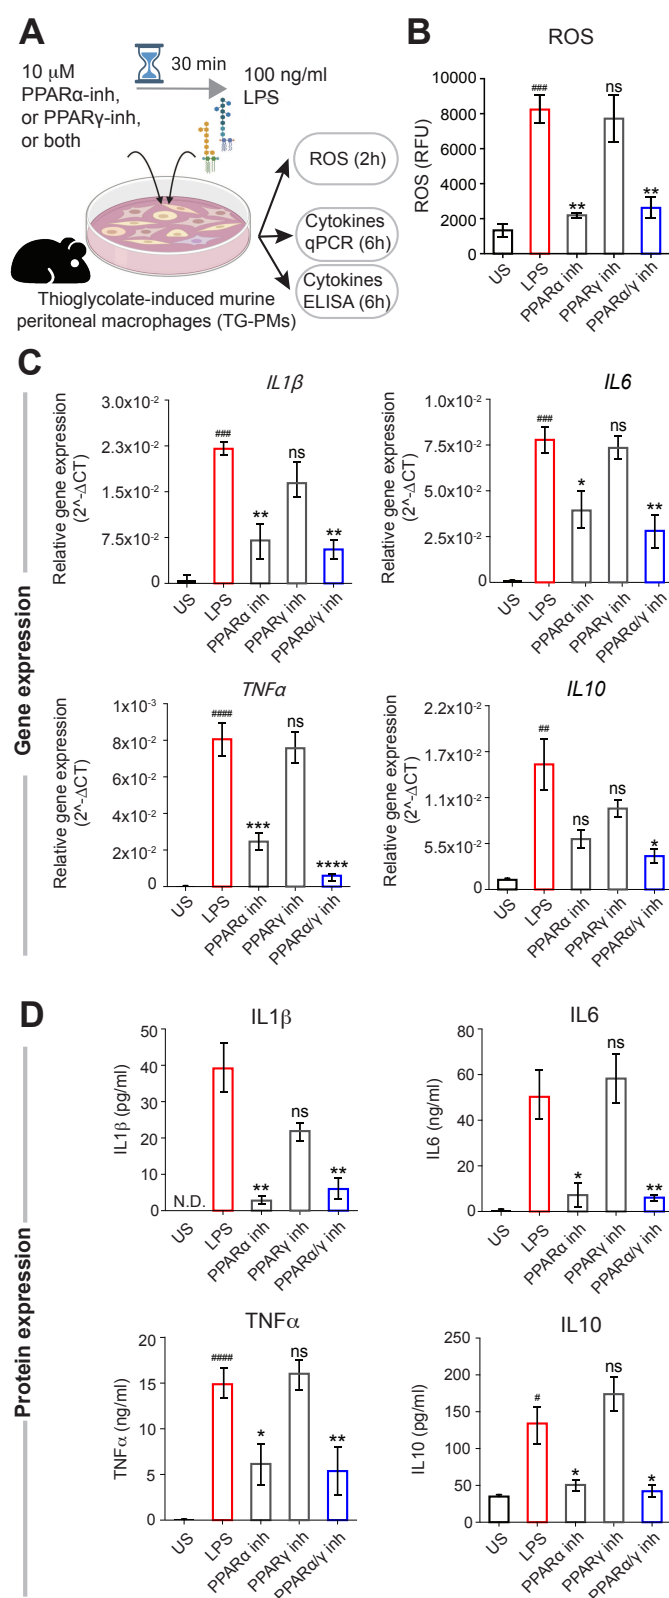 A
10 μM
PPARα-inh,
or PPARγ-inh,
or both
30 min
100 ng/ml
LPS
ROS (2h)
Cytokines
qPCR (6h)
Cytokines
ELISA (6h)
Thioglycolate-induced murine
peritoneal macrophages (TG-PMs)
B
ROS
ROS (RFU)
10000
8000
6000
4000
2000
0
###
**
ns
**
US
LPS
PPARα inh
PPARγ inh
PPARα/γ inh
C
Gene expression
IL1β
Relative gene expression
(2^-ΔCT)
3.0x10-2
2.3x10-2
1.5x10-2
7.5x10-2
0
###
**
ns
**
US
LPS
PPARα inh
PPARγ inh
PPARα/γ inh
IL6
Relative gene expression
(2^-ΔCT)
1.0x10-2
7.5x10-2
5.0x10-2
2.5x10-2
0
###
*
ns
**
US
LPS
PPARα inh
PPARγ inh
PPARα/γ inh
TNFα
Relative gene expression
(2^-ΔCT)
1x10-3
8x10-2
6x10-2
4x10-2
2x10-2
0
####
***
ns
****
US
LPS
PPARα inh
PPARγ inh
PPARα/γ inh
IL10
Relative gene expression
(2^-ΔCT)
2.2x10-2
1.7x10-2
1.1x10-2
5.5x10-2
0
##
ns
ns
*
US
LPS
PPARα inh
PPARγ inh
PPARα/γ inh
D
Protein expression
IL1β
IL1β (pg/ml)
50
40
30
20
10
0
N.D.
**
ns
**
US
LPS
PPARα inh
PPARγ inh
PPARα/γ inh
IL6
IL6 (ng/ml)
80
60
40
20
0
*
ns
**
US
LPS
PPARα inh
PPARγ inh
PPARα/γ inh
TNFα
TNFα (ng/ml)
20
15
10
5
0
####
*
ns
**
US
LPS
PPARα inh
PPARγ inh
PPARα/γ inh
IL10
IL10 (pg/ml)
250
200
150
100
50
0
#
*
ns
*
US
LPS
PPARα inh
PPARγ inh
PPARα/γ inh